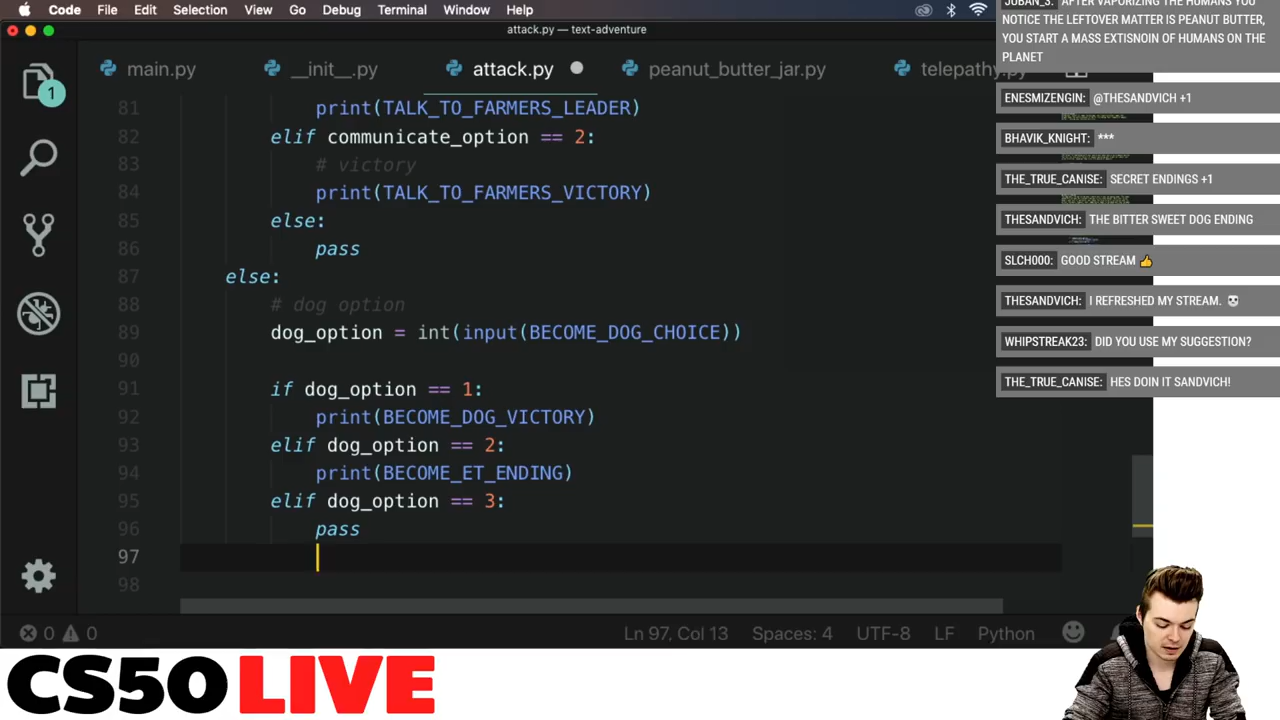 Code File Edit Selection View Go Debug Terminal Window Help
attack.py — text-adventure
main.py __init__.py attack.py peanut_butter_jar.py telepathy.py
1
81 print(TALK_TO_FARMERS_LEADER)
82 elif communicate_option == 2:
83 # victory
84 print(TALK_TO_FARMERS_VICTORY)
85 else:
86 pass
87 else:
88 # dog option
89 dog_option = int(input(BECOME_DOG_CHOICE))
90
91 if dog_option == 1:
92 print(BECOME_DOG_VICTORY)
93 elif dog_option == 2:
94 print(BECOME_ET_ENDING)
95 elif dog_option == 3:
96 pass
97
98
0 0 Ln 97, Col 13 Spaces: 4 UTF-8 LF Python
JUBAN_S: AFTER VAPORIZING THE HUMANS YOU
NOTICE THE LEFTOVER MATTER IS PEANUT BUTTER,
YOU START A MASS EXTISNOIN OF HUMANS ON THE
PLANET
ENESMIZENGIN: @THESANDVICH +1
BHAVIK_KNIGHT: ***
THE_TRUE_CANISE: SECRET ENDINGS +1
THESANDVICH: THE BITTER SWEET DOG ENDING
SLCH000: GOOD STREAM 👍
THESANDVICH: I REFRESHED MY STREAM. 💀
WHIPSTREAK23: DID YOU USE MY SUGGESTION?
THE_TRUE_CANISE: HES DOIN IT SANDVICH!
CS50 LIVE